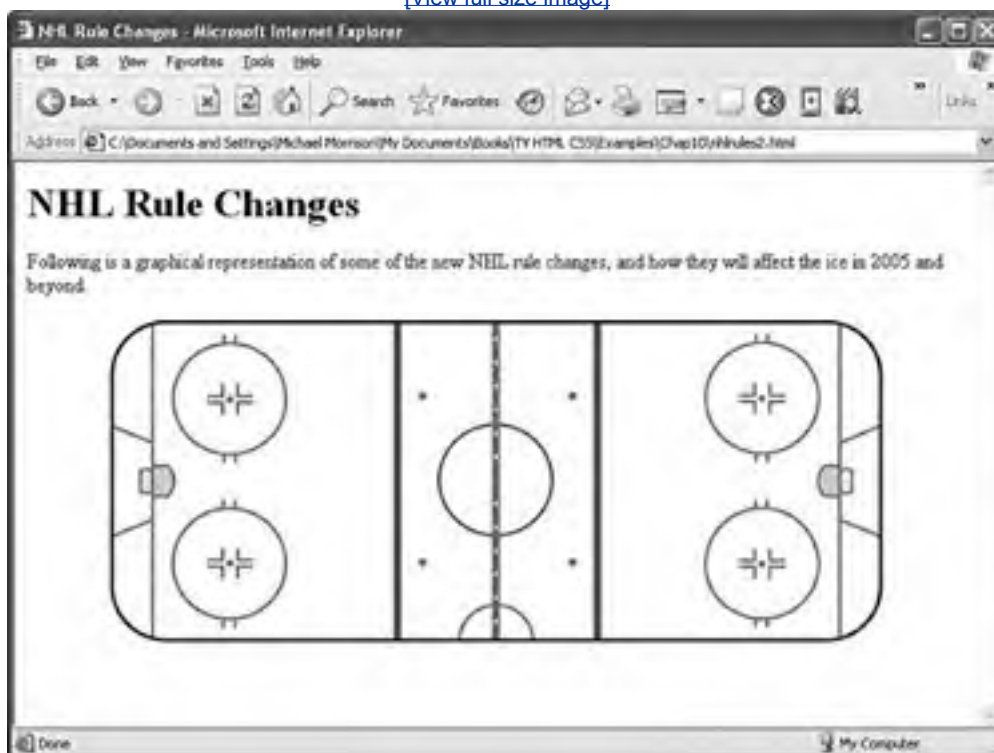 [View full size image]
NHL Rule Changes - Microsoft Internet Explorer
File Edit View Favorites Tools Help
Back Search Favorites Links
Address C:\Documents and Settings\Michael Morrison\My Documents\Books\TY HTML CSS\Examples\Chap10\nhlrules2.html
NHL Rule Changes
Following is a graphical representation of some of the new NHL rule changes, and how they will affect the ice in 2005 and
beyond.
Done My Computer